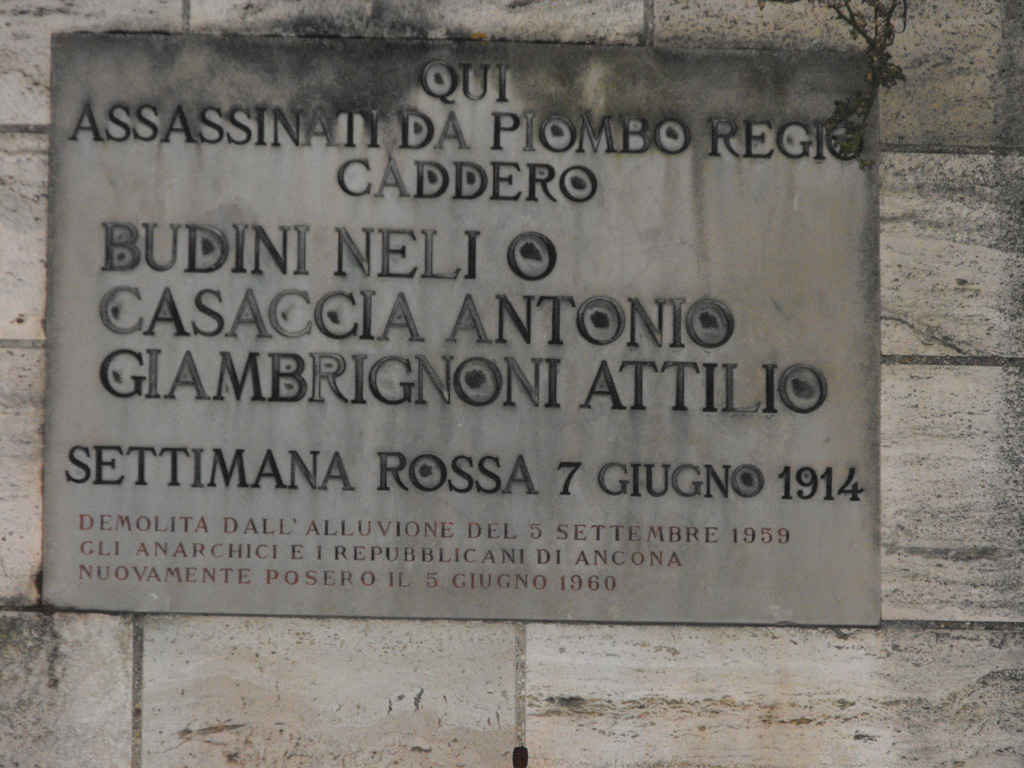 QUI
ASSASSINATI DA PIOMBO REGIO
CADDERO
BUDINI NELIO
CASACCIA ANTONIO
GIAMBRIGNONI ATTILIO
SETTIMANA ROSSA 7 GIUGNO 1914
DEMOLITA DALL'ALLUVIONE DEL 5 SETTEMBRE 1959
GLI ANARCHICI E I REPUBBLICANI DI ANCONA
NUOVAMENTE POSERO IL 5 GIUGNO 1960